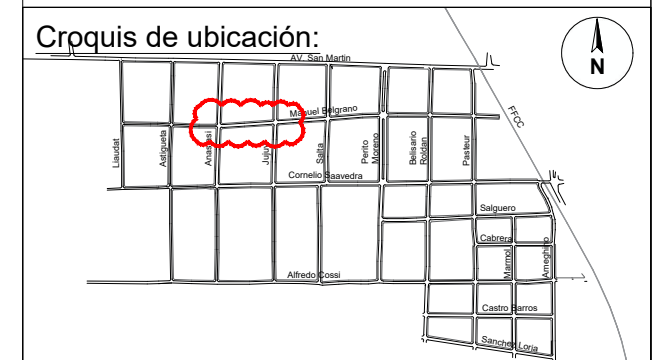 Croquis de ubicación:
AV. San Martin
N
FFCC
Manuel Belgrano
Liaudat
Astigueta
Anastasi
Jujuy
Salta
Perito
Moreno
Belisario
Roldan
Pasteur
Cornelio Saavedra
Salguero
Cabrera
Marmol
Ameghino
Alfredo Cossi
Castro Barros
Sanchez Loria